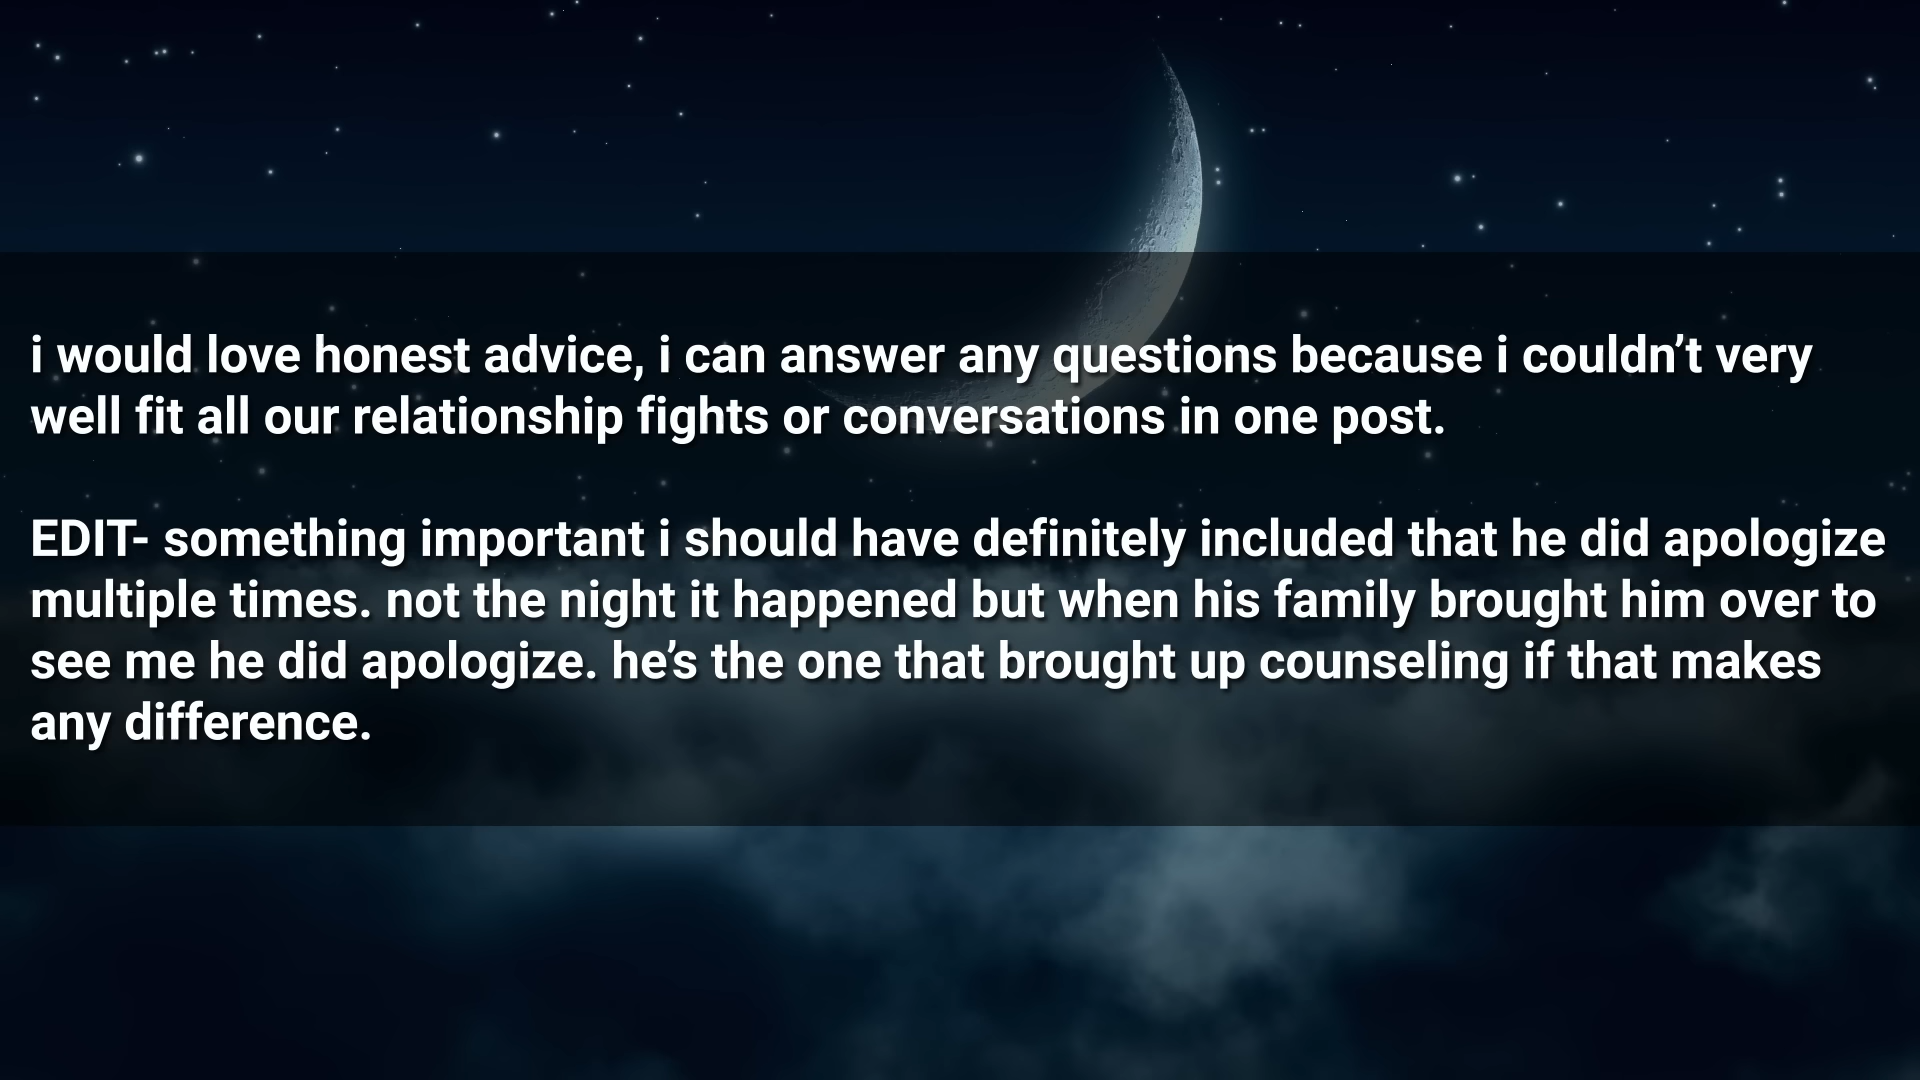 i would love honest advice, i can answer any questions because i couldn’t very
well fit all our relationship fights or conversations in one post.
EDIT- something important i should have definitely included that he did apologize
multiple times. not the night it happened but when his family brought him over to
see me he did apologize. he’s the one that brought up counseling if that makes
any difference.